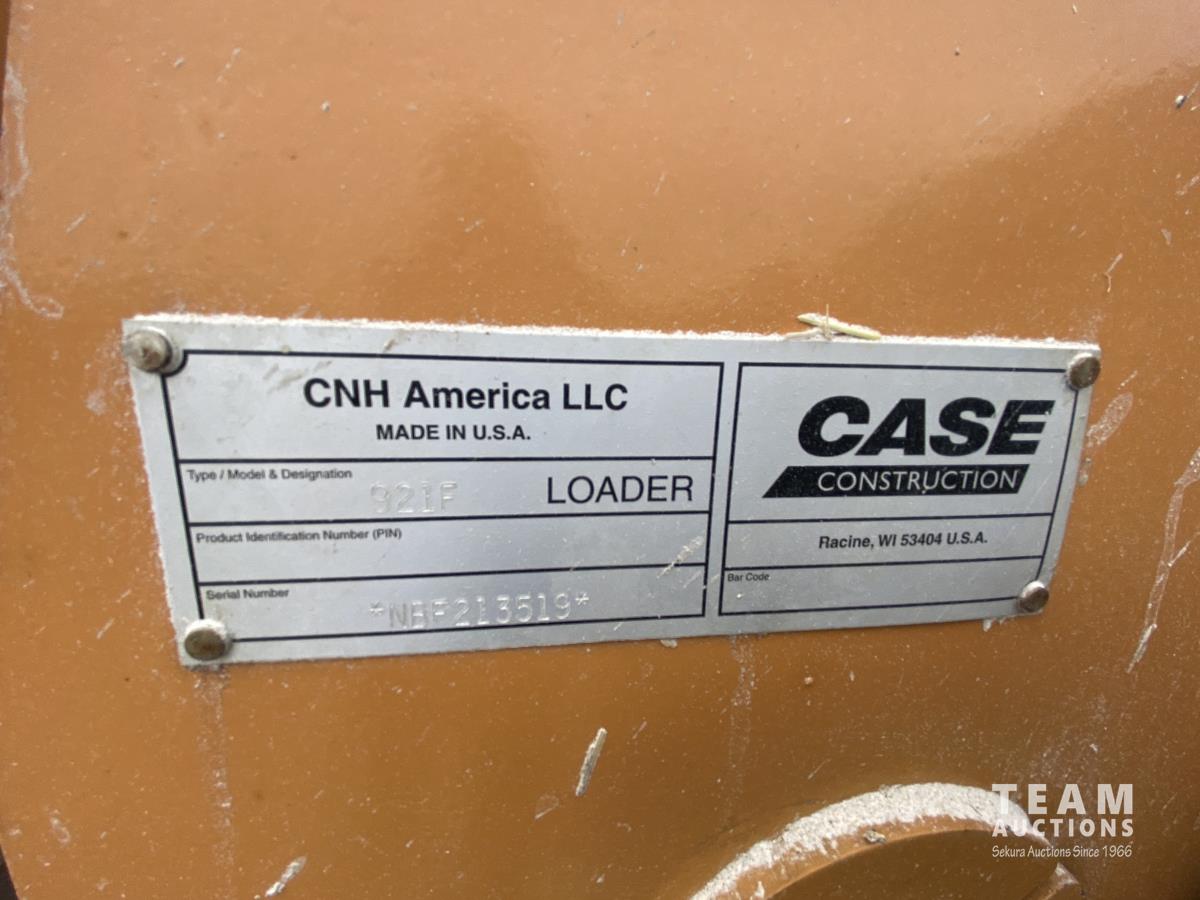 CNH America LLC
MADE IN U.S.A.
Type / Model & Designation
921F LOADER
Product Identification Number (PIN)
Serial Number
*NBF213519*
CASE
CONSTRUCTION
Racine, WI 53404 U.S.A.
Bar Code
TEAM
AUCTIONS
Sekura Auctions Since 1966